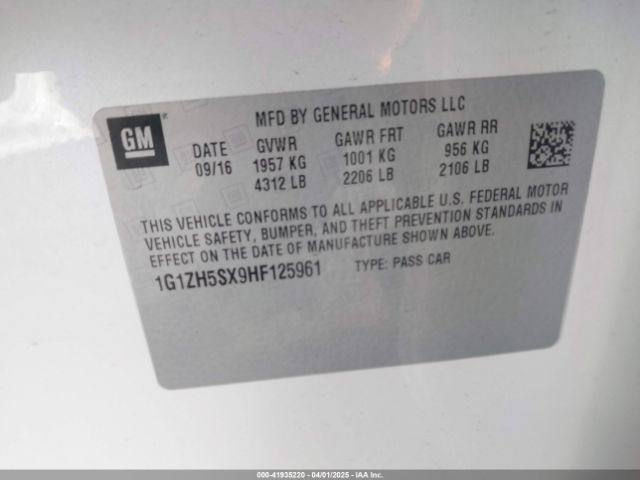 GM
MFD BY GENERAL MOTORS LLC
DATE GVWR GAWR FRT GAWR RR
09/16 1957 KG 1001 KG 956 KG
4312 LB 2206 LB 2106 LB
THIS VEHICLE CONFORMS TO ALL APPLICABLE U.S. FEDERAL MOTOR
VEHICLE SAFETY, BUMPER, AND THEFT PREVENTION STANDARDS IN
EFFECT ON THE DATE OF MANUFACTURE SHOWN ABOVE.
1G1ZH5SX9HF125961 TYPE: PASS CAR
000-41935220 - 04/01/2025 - IAA Inc.